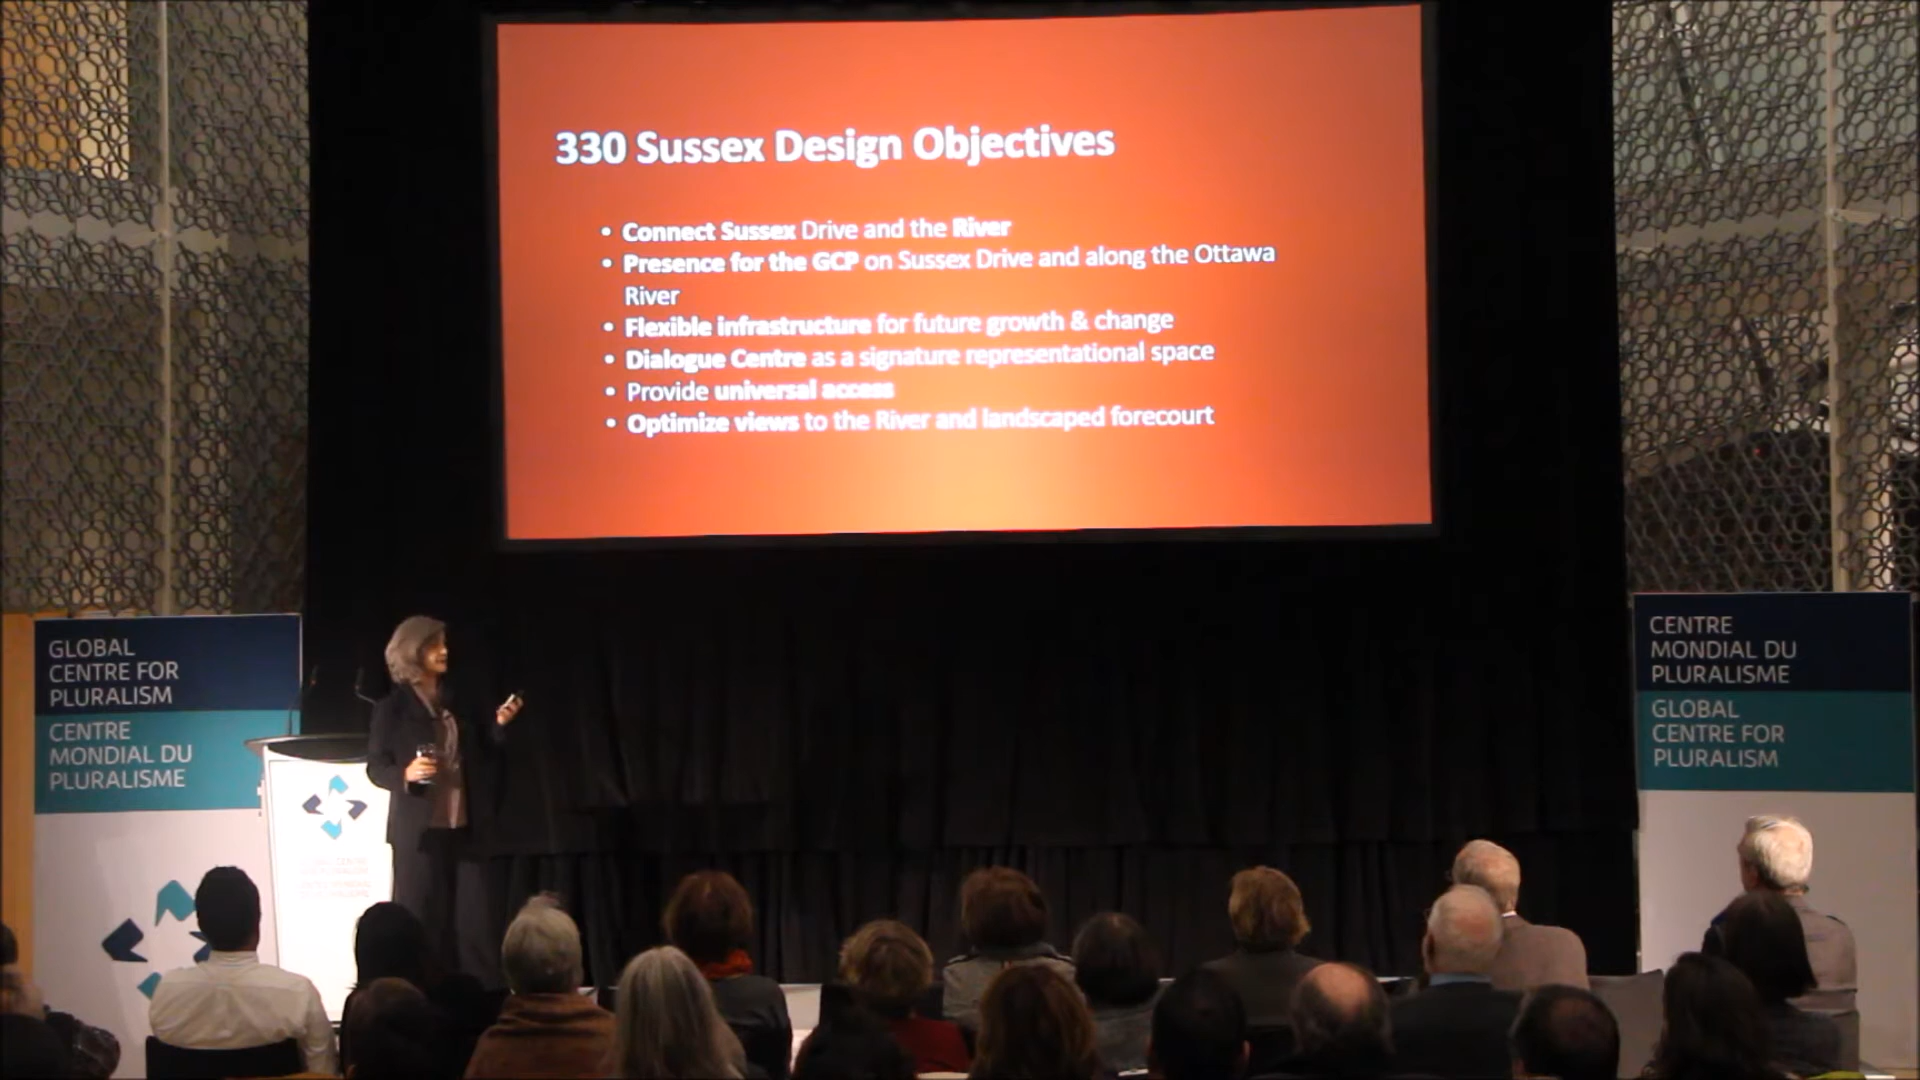 330 Sussex Design Objectives
• Connect Sussex Drive and the River
• Presence for the GCP on Sussex Drive and along the Ottawa
River
• Flexible infrastructure for future growth & change
• Dialogue Centre as a signature representational space
• Provide universal access
• Optimize views to the River and landscaped forecourt
GLOBAL
CENTRE FOR
PLURALISM
CENTRE
MONDIAL DU
PLURALISME
CENTRE
MONDIAL DU
PLURALISME
GLOBAL
CENTRE FOR
PLURALISM